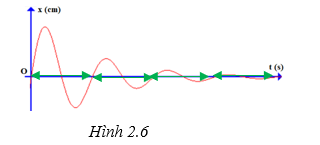 x (cm)
O
t (s)
Hình 2.6